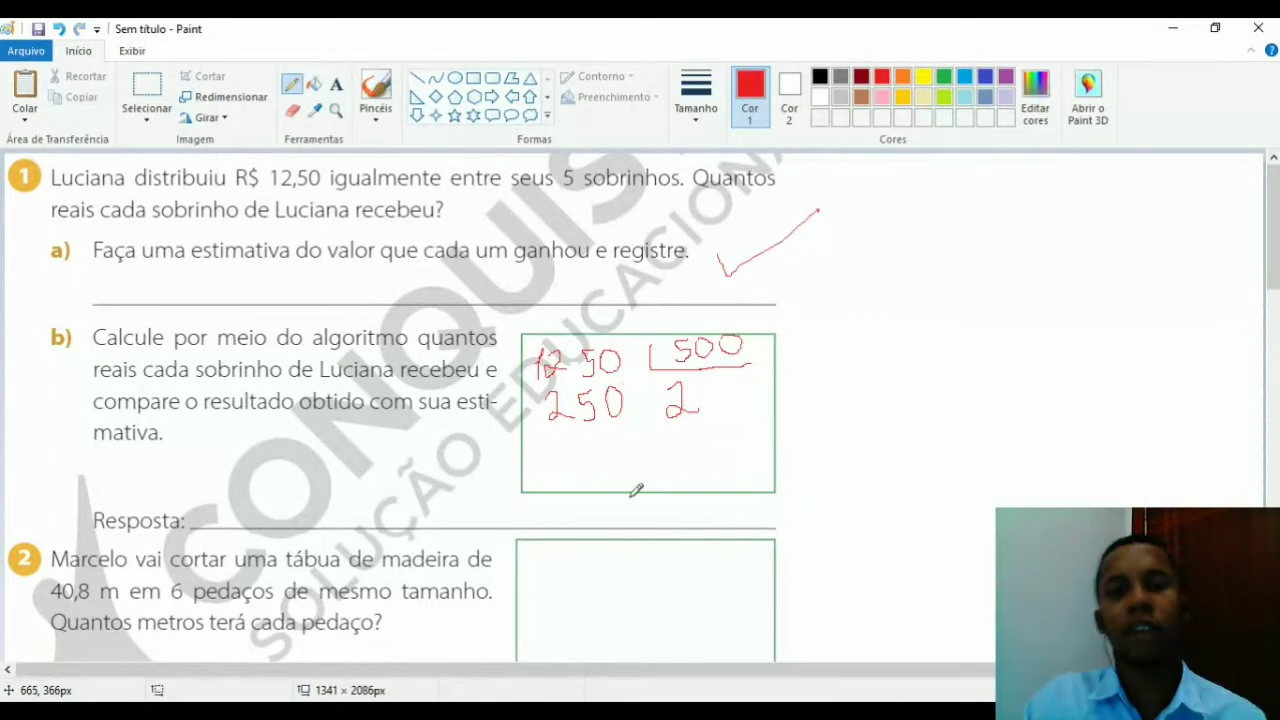 Sem título - Paint
Arquivo Início Exibir
Colar
Recortar
Copiar
Área de Transferência
Selecionar
Cortar
Redimensionar
Girar
Imagem
A
Ferramentas
Pincéis
Contorno
Preenchimento
Formas
Tamanho
Cor 1
Cor 2
Editar cores
Cores
Abrir o Paint 3D
1 Luciana distribuiu R$ 12,50 igualmente entre seus 5 sobrinhos. Quantos
reais cada sobrinho de Luciana recebeu?
a) Faça uma estimativa do valor que cada um ganhou e registre.
b) Calcule por meio do algoritmo quantos
reais cada sobrinho de Luciana recebeu e
compare o resultado obtido com sua esti-
mativa.
1250 500
250 2
Resposta:
2 Marcelo vai cortar uma tábua de madeira de
40,8 m em 6 pedaços de mesmo tamanho.
Quantos metros terá cada pedaço?
CONQUIS
SOLUÇÃO EDUCACIONA
665, 366px
1341 × 2086px